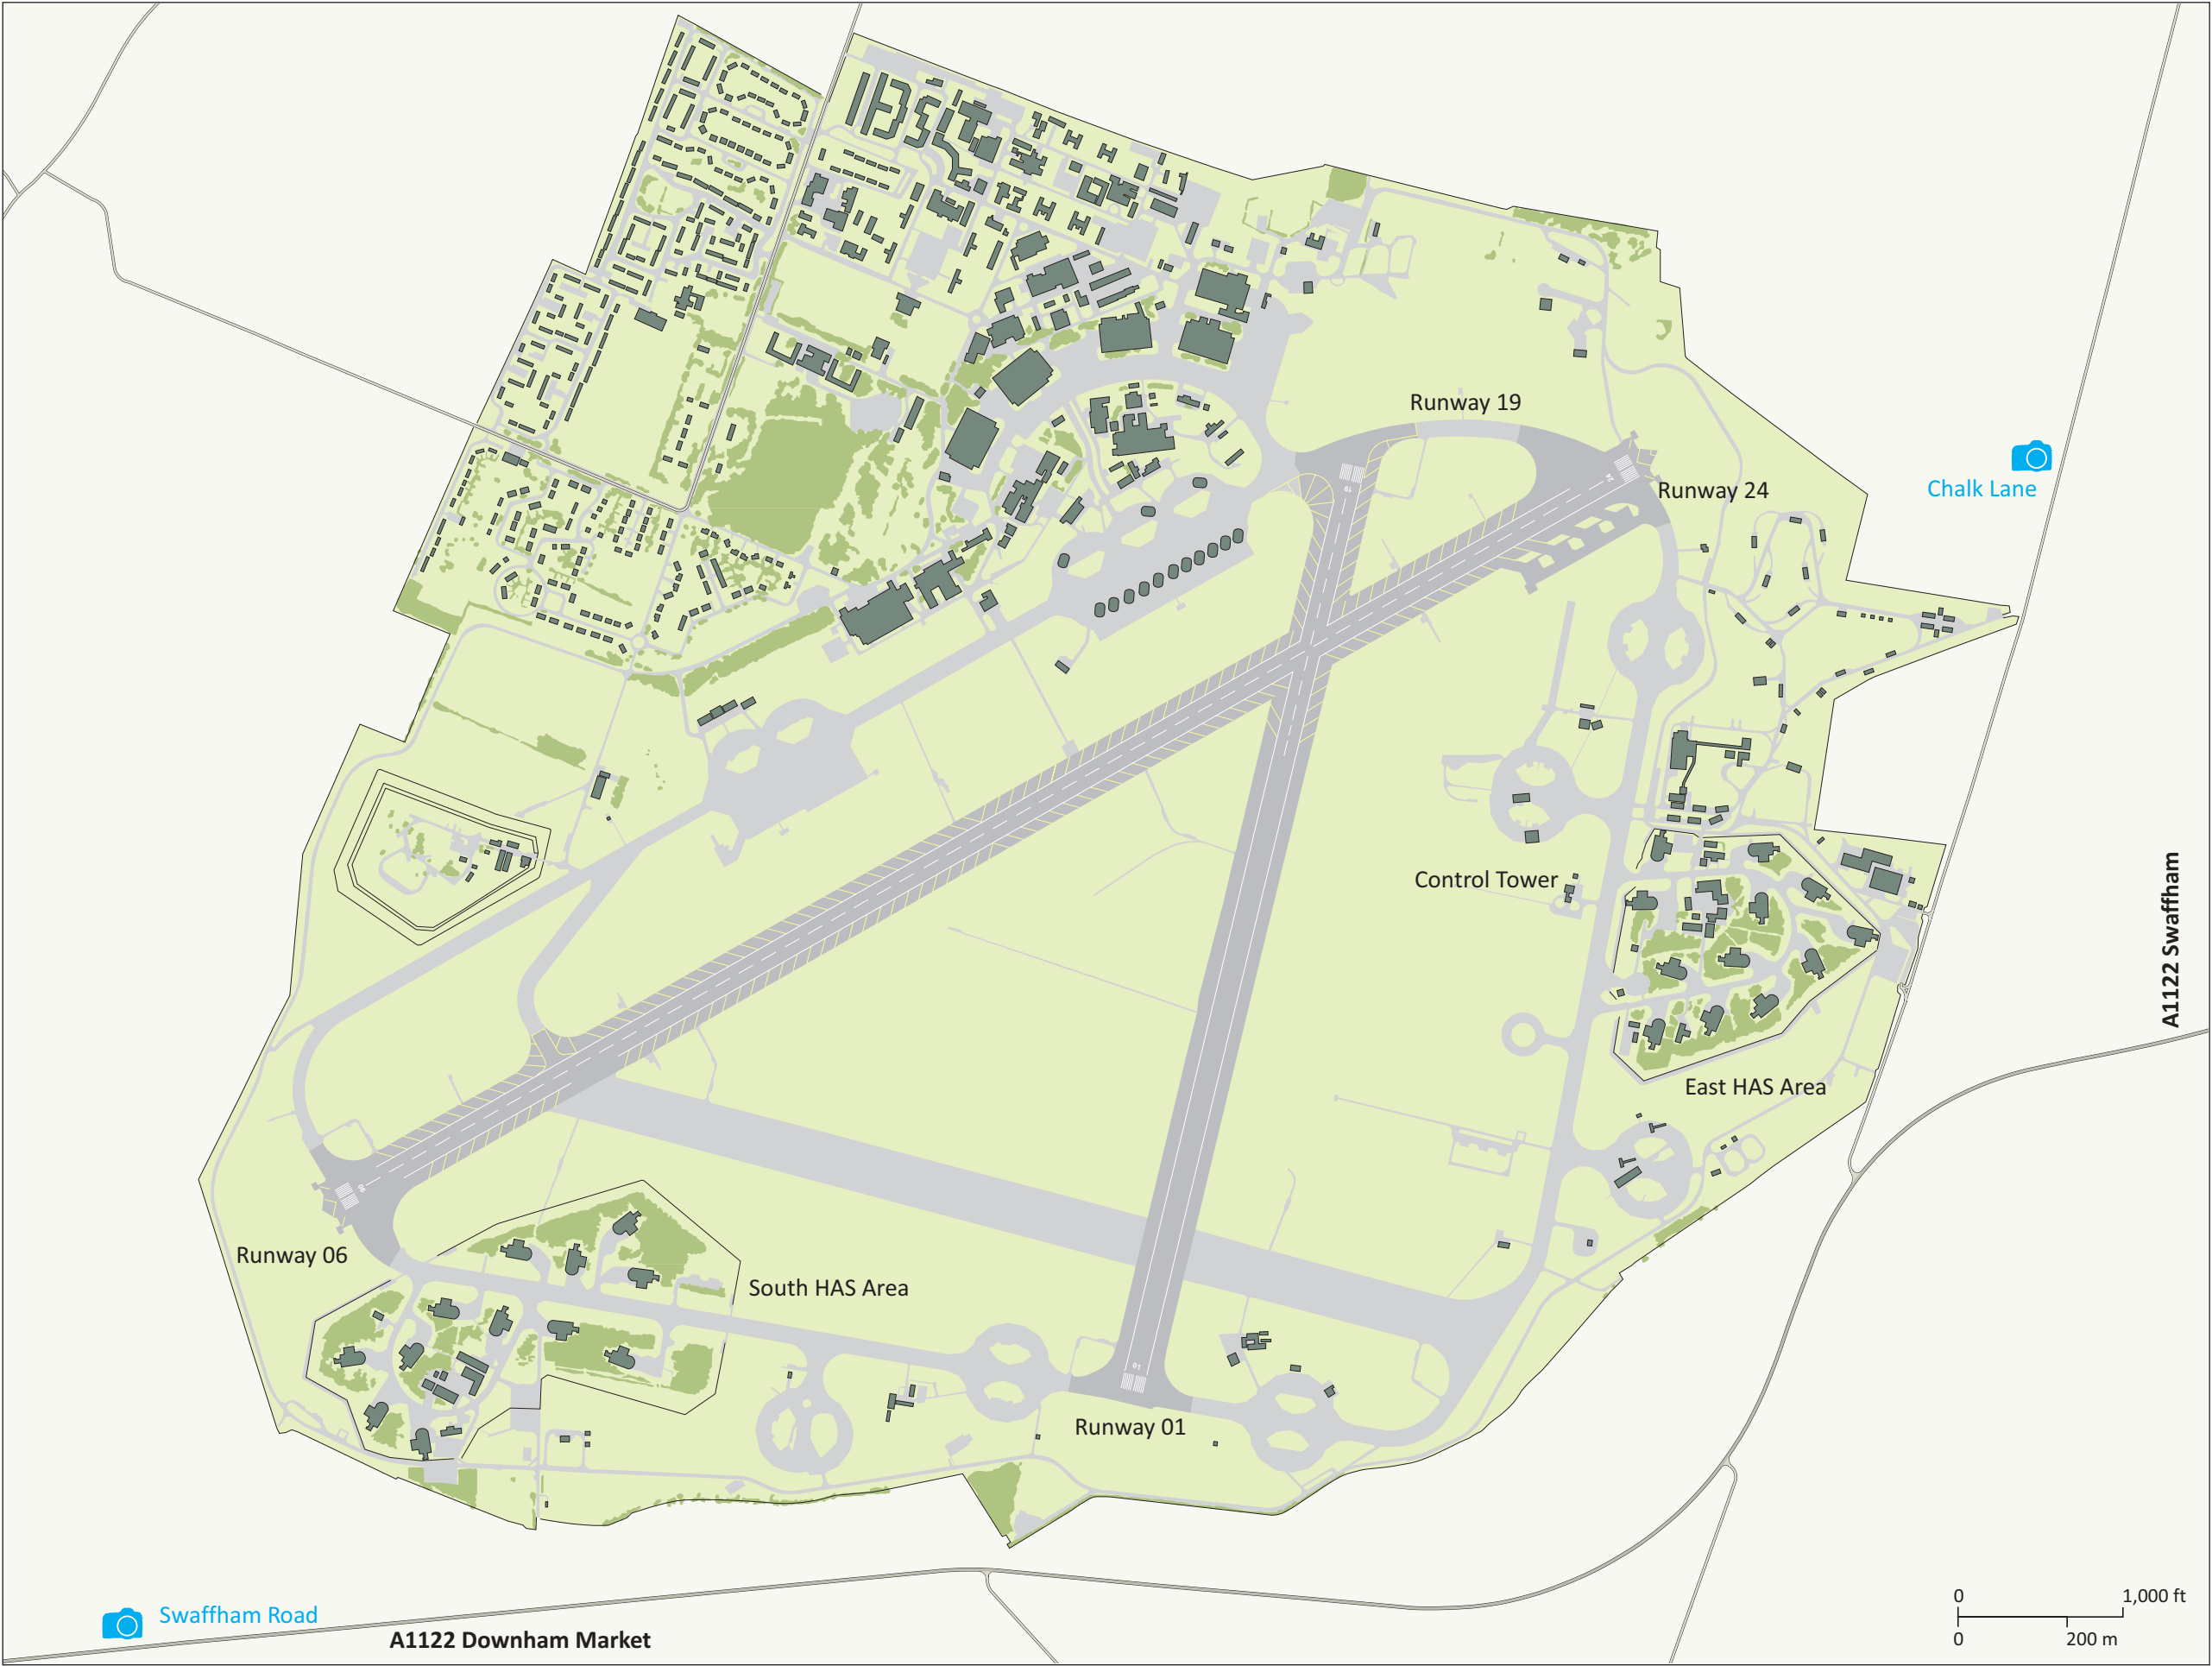 Runway 19
Chalk Lane
Runway 24
A1122 Swaffham
Control Tower
East HAS Area
Runway 06
South HAS Area
Runway 01
0 1,000 ft
0 200 m
Swaffham Road
A1122 Downham Market